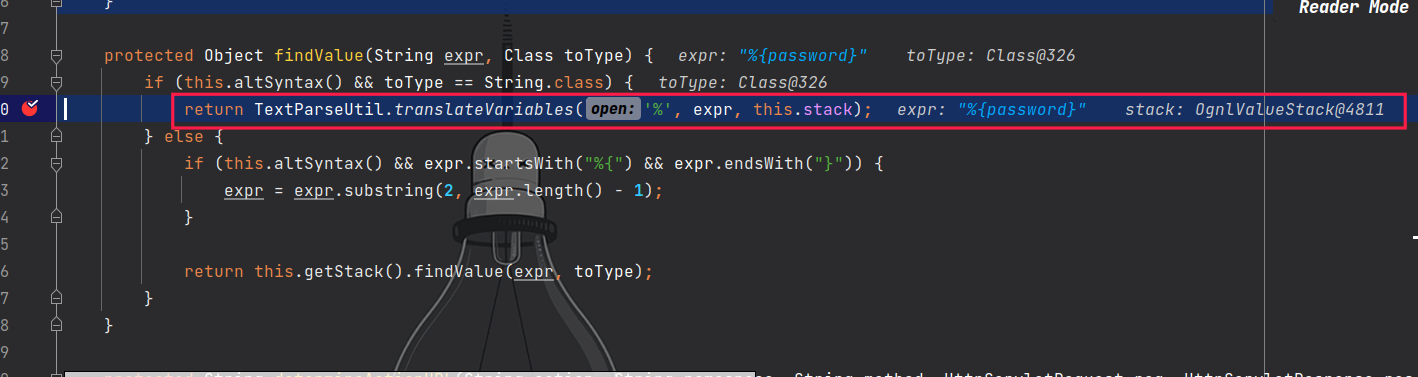 6 }
Reader Mode
7
8 protected Object findValue(String expr, Class toType) { expr: "%{password}" toType: Class@326
9 if (this.altSyntax() && toType == String.class) { toType: Class@326
0 return TextParseUtil.translateVariables( open: '%', expr, this.stack); expr: "%{password}" stack: OgnlValueStack@4811
1 } else {
2 if (this.altSyntax() && expr.startsWith("%{") && expr.endsWith("}")) {
3 expr = expr.substring(2, expr.length() - 1);
4 }
5
6 return this.getStack().findValue(expr, toType);
7 }
8 }
9